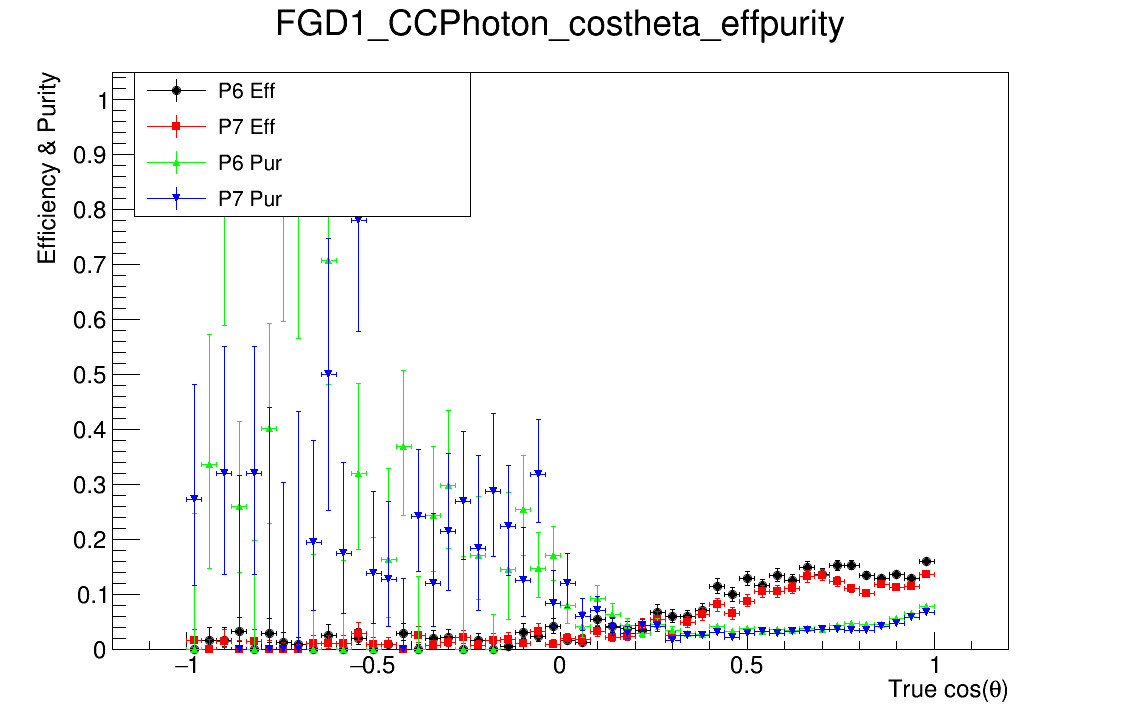 FGD1_CCPhoton_costheta_effpurity
Efficiency & Purity
P6 Eff
P7 Eff
P6 Pur
P7 Pur
1
0.9
0.8
0.7
0.6
0.5
0.4
0.3
0.2
0.1
0
−1
−0.5
0
0.5
1
True cos(θ)